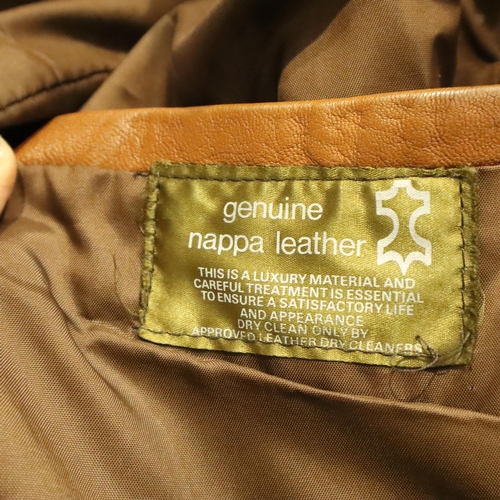 genuine
nappa leather
THIS IS A LUXURY MATERIAL AND
CAREFUL TREATMENT IS ESSENTIAL
TO ENSURE A SATISFACTORY LIFE
AND APPEARANCE
DRY CLEAN ONLY BY
APPROVED LEATHER DRY CLEANERS